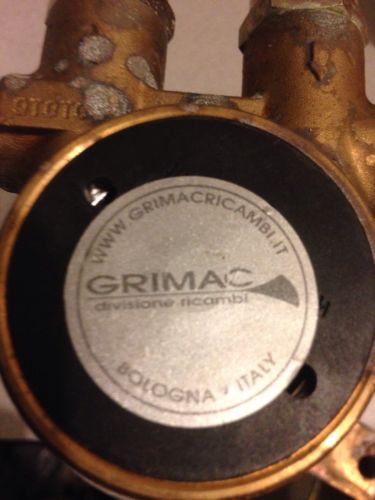 WWW.GRIMACRICAMBI.IT
GRIMAC
divisione ricambi
BOLOGNA • ITALY